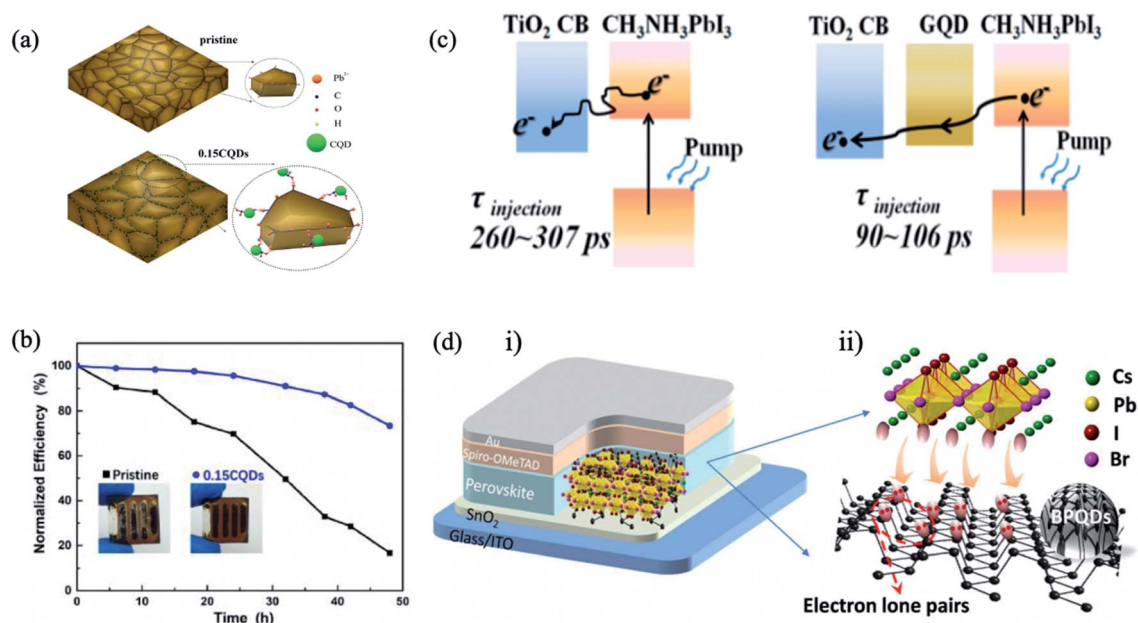 (a)
pristine
Pb²⁺
C
O
H
CQD
0.15CQDs
(c)
TiO₂ CB CH₃NH₃PbI₃
e⁻
e⁻
Pump
τ injection
260~307 ps
TiO₂ CB GQD CH₃NH₃PbI₃
e⁻
e⁻
Pump
τ injection
90~106 ps
(b)
Normalized Efficiency (%)
100
80
60
40
20
0
Pristine 0.15CQDs
0 10 20 30 40 50
Time (h)
(d) i)
Au
Spiro-OMeTAD
Perovskite
SnO₂
Glass/ITO
ii)
Cs
Pb
I
Br
BPQDs
Electron lone pairs